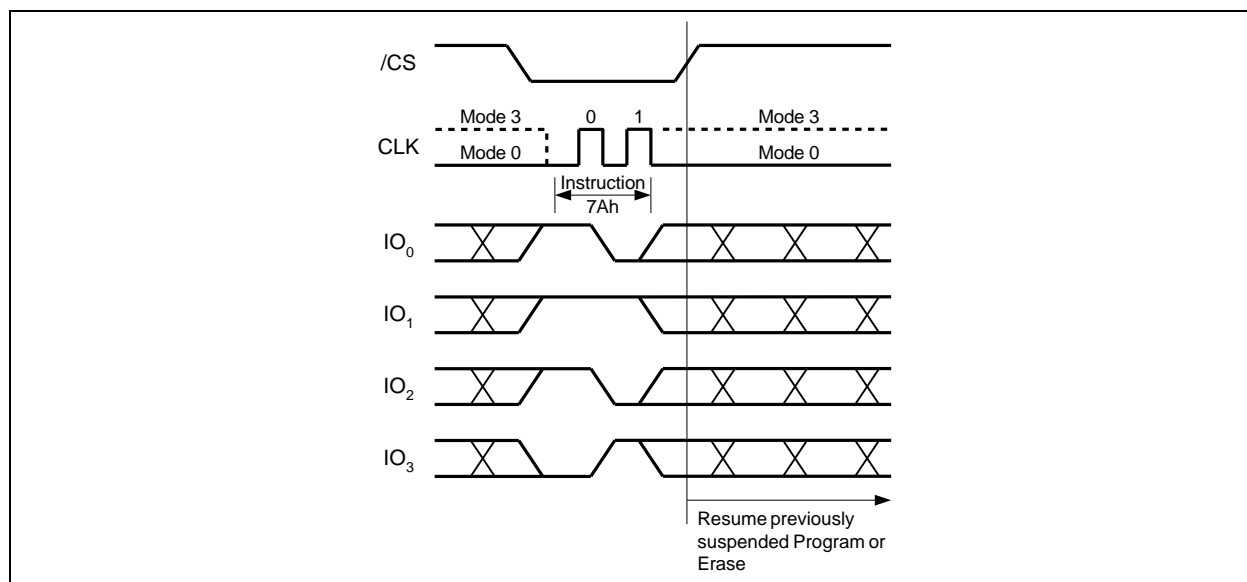 /CS
Mode 3
0
1
Mode 3
CLK
Mode 0
Mode 0
Instruction
7Ah
IO0
IO1
IO2
IO3
Resume previously
suspended Program or
Erase